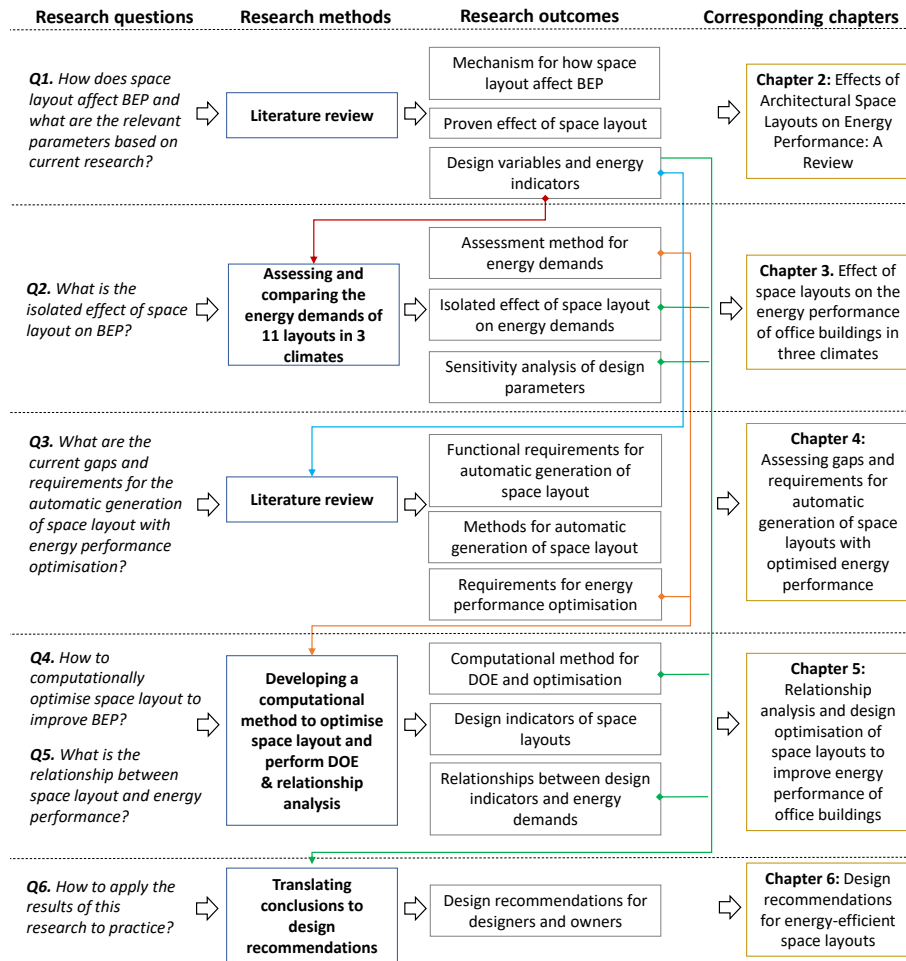 Research questions
Research methods
Research outcomes
Corresponding chapters
Q1. How does space
layout affect BEP and
what are the relevant
parameters based on
current research?
Literature review
Mechanism for how space
layout affect BEP
Proven effect of space layout
Design variables and energy
indicators
Chapter 2: Effects of
Architectural Space
Layouts on Energy
Performance: A
Review
Q2. What is the
isolated effect of space
layout on BEP?
Assessing and
comparing the
energy demands of
11 layouts in 3
climates
Assessment method for
energy demands
Isolated effect of space layout
on energy demands
Sensitivity analysis of design
parameters
Chapter 3. Effect of
space layouts on the
energy performance
of office buildings in
three climates
Q3. What are the
current gaps and
requirements for the
automatic generation
of space layout with
energy performance
optimisation?
Literature review
Functional requirements for
automatic generation of
space layout
Methods for automatic
generation of space layout
Requirements for energy
performance optimisation
Chapter 4:
Assessing gaps and
requirements for
automatic
generation of space
layouts with
optimised energy
performance
Q4. How to
computationally
optimise space layout to
improve BEP?
Q5. What is the
relationship between
space layout and energy
performance?
Developing a
computational
method to optimise
space layout and
perform DOE
& relationship
analysis
Computational method for
DOE and optimisation
Design indicators of space
layouts
Relationships between design
indicators and energy
demands
Chapter 5:
Relationship
analysis and design
optimisation of
space layouts to
improve energy
performance of
office buildings
Q6. How to apply the
results of this
research to practice?
Translating
conclusions to
design
recommendations
Design recommendations for
designers and owners
Chapter 6: Design
recommendations
for energy-efficient
space layouts